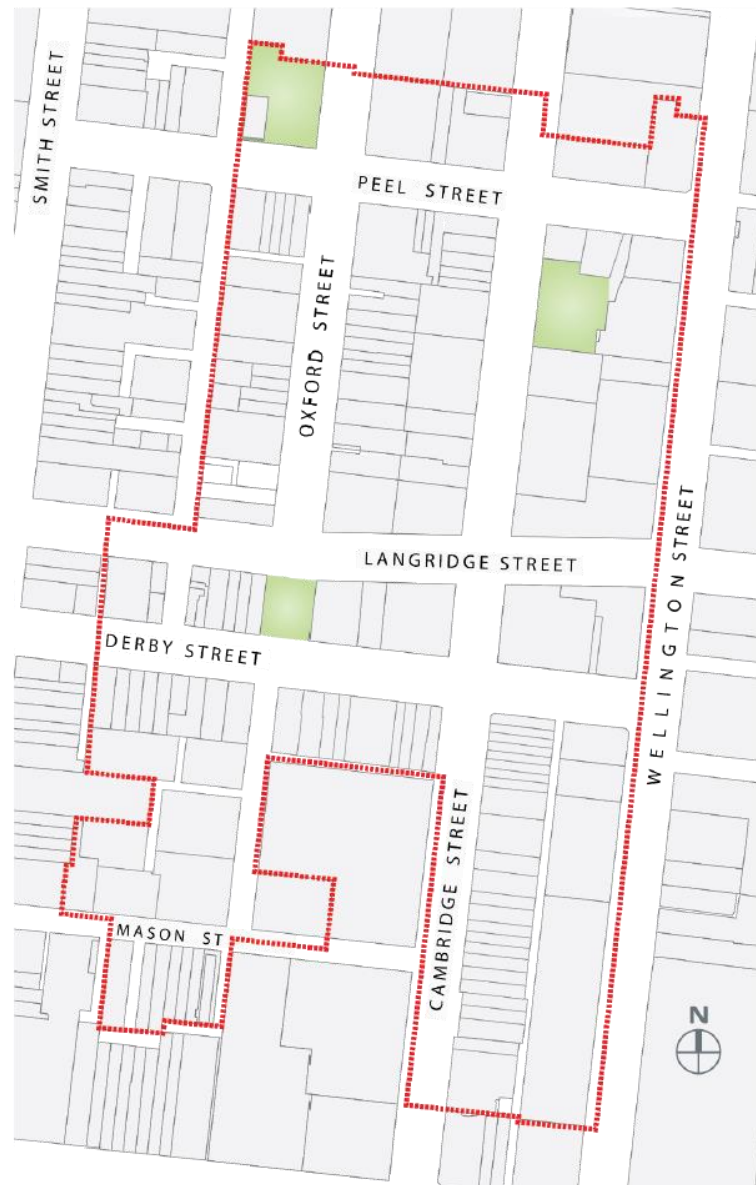 SMITH STREET
PEEL STREET
OXFORD STREET
LANGRIDGE STREET
WELLINGTON STREET
DERBY STREET
CAMBRIDGE STREET
MASON ST
N